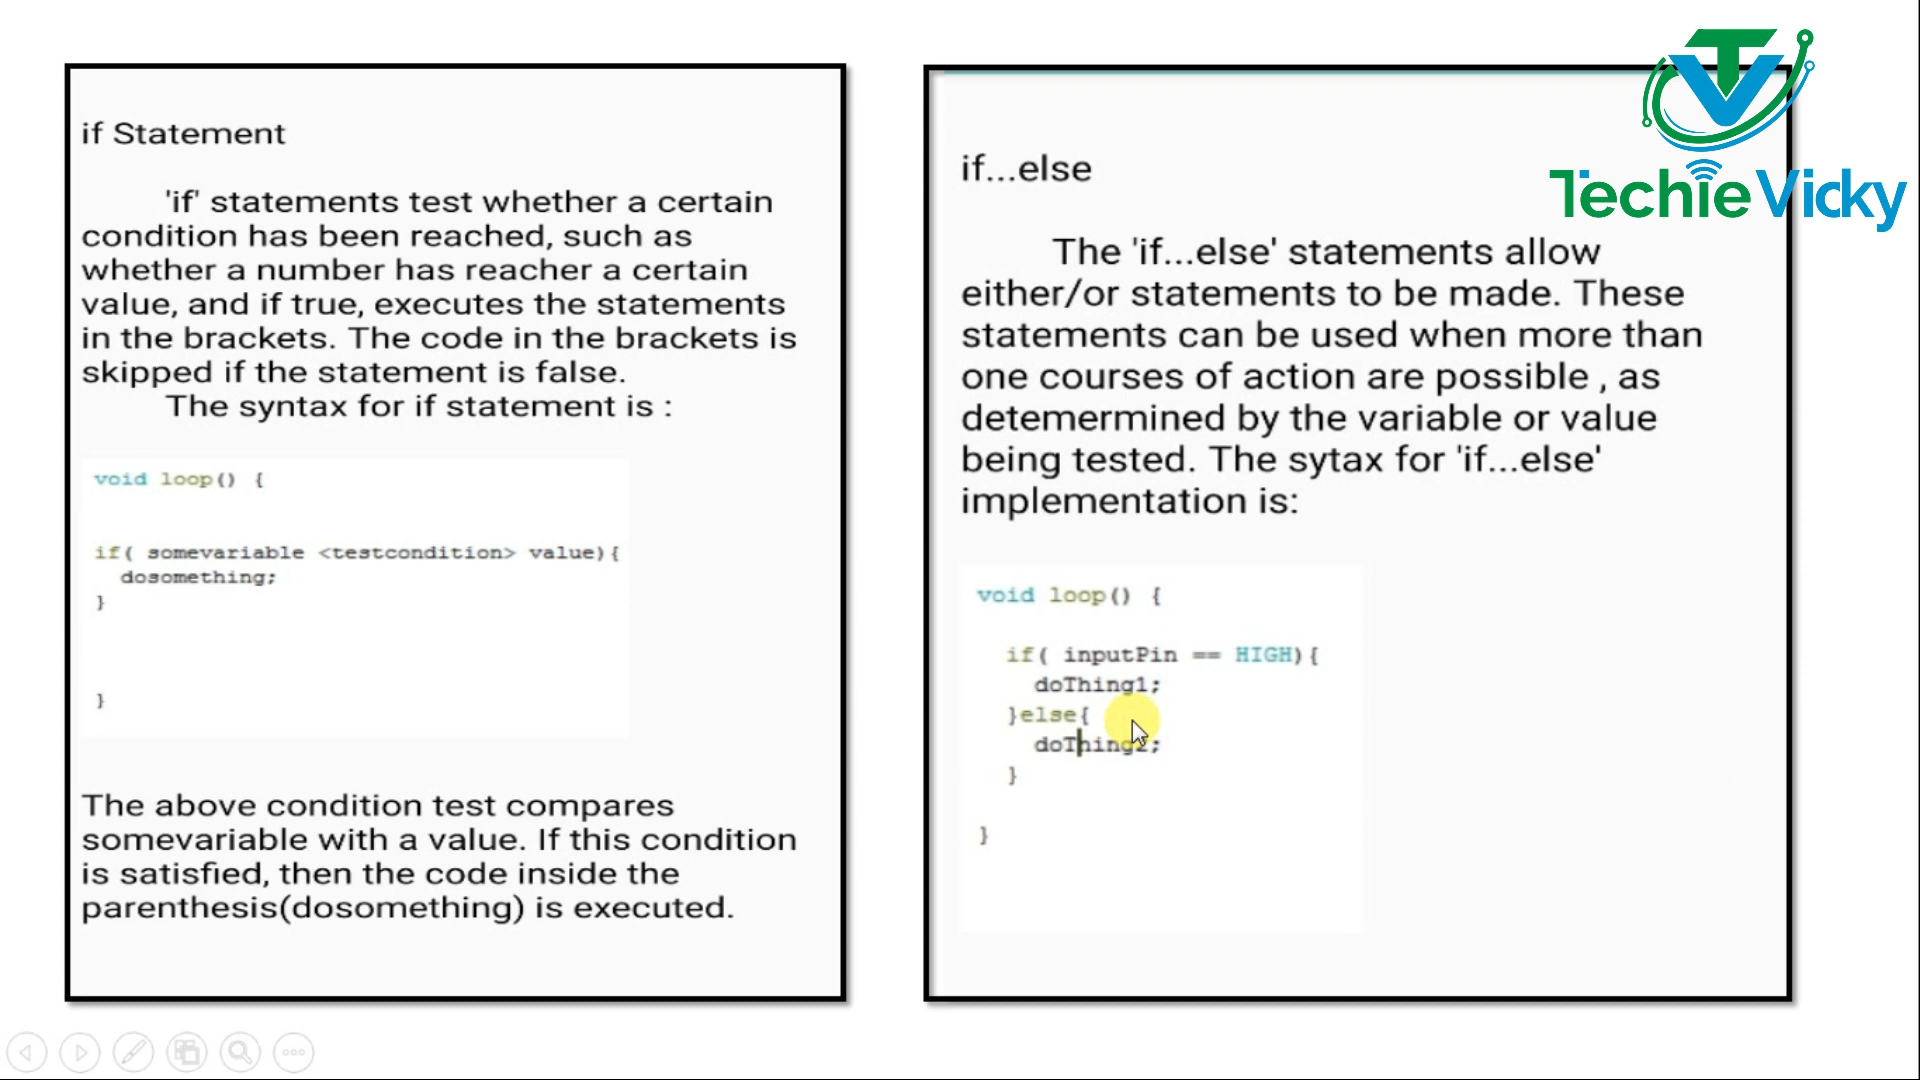 if Statement
'if' statements test whether a certain
condition has been reached, such as
whether a number has reacher a certain
value, and if true, executes the statements
in the brackets. The code in the brackets is
skipped if the statement is false.
The syntax for if statement is :
void loop() {
if( somevariable <testcondition> value){
dosomething;
}
}
The above condition test compares
somevariable with a value. If this condition
is satisfied, then the code inside the
parenthesis(dosomething) is executed.
TV
TechieVicky
if...else
The 'if...else' statements allow
either/or statements to be made. These
statements can be used when more than
one courses of action are possible , as
detemermined by the variable or value
being tested. The sytax for 'if...else'
implementation is:
void loop() {
if( inputPin == HIGH){
doThing1;
}else{
doThing2;
}
}